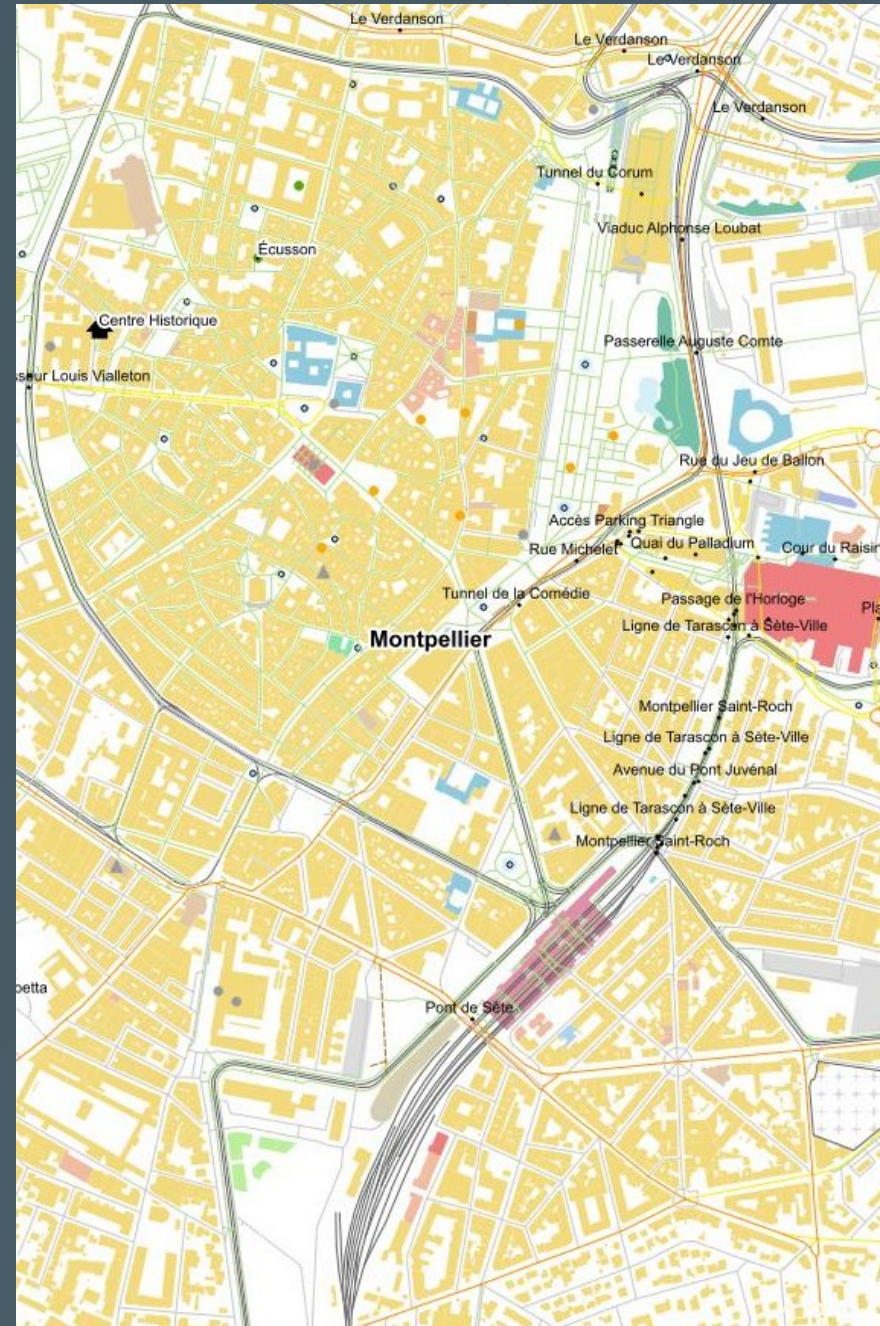 Le Verdanson
Le Verdanson
Le Verdanson
Le Verdanson
Tunnel du Corum
Viaduc Alphonse Loubat
Écusson
Centre Historique
Passerelle Auguste Comte
sseur Louis Vialleton
Rue du Jeu de Ballon
Accès Parking Triangle
Rue Michelet
Quai du Palladium
Cour du Raisin
Tunnel de la Comédie
Passage de l'Horloge
Pla
Ligne de Tarascon à Sète-Ville
Montpellier
Montpellier Saint-Roch
Ligne de Tarascon à Sète-Ville
Avenue du Pont Juvénal
Ligne de Tarascon à Sète-Ville
Montpellier Saint-Roch
betta
Pont de Sète